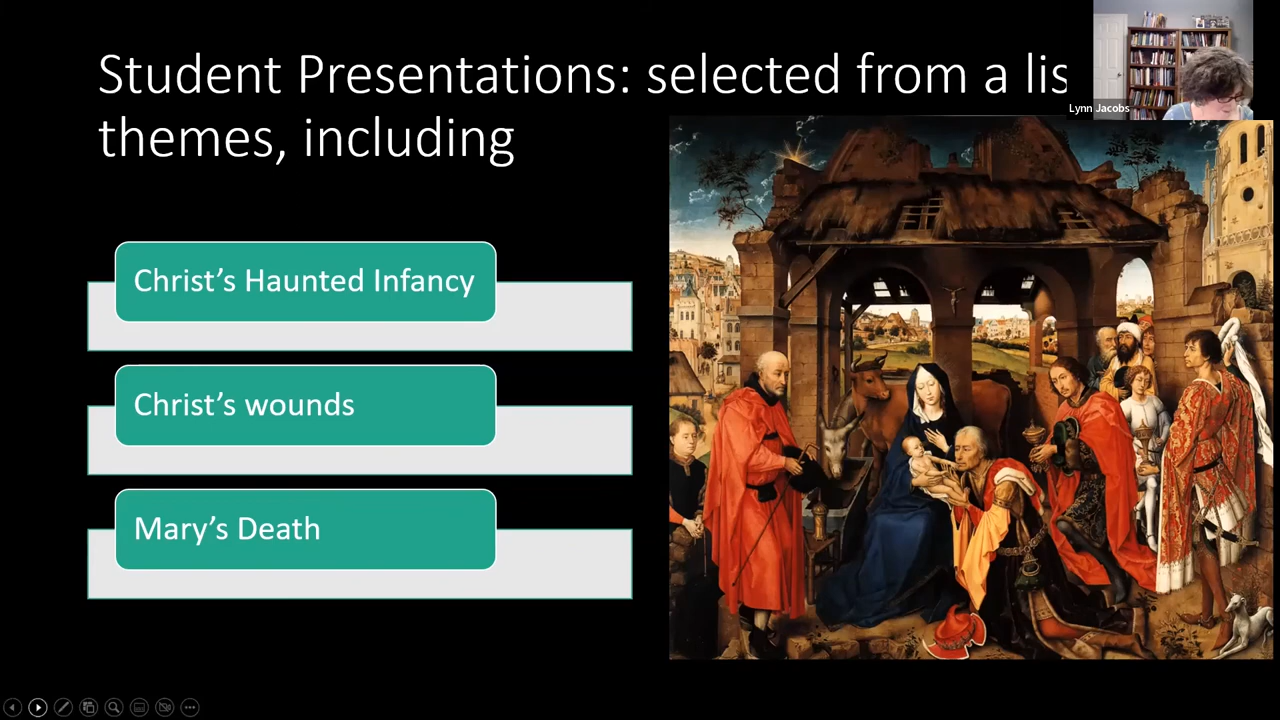 Student Presentations: selected from a lis
themes, including
Lynn Jacobs
Christ's Haunted Infancy
Christ's wounds
Mary's Death